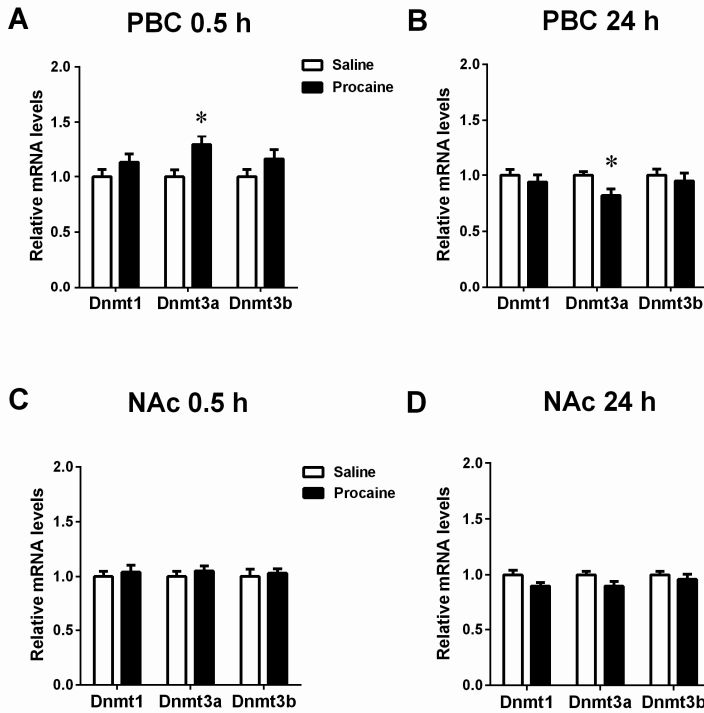 A
PBC 0.5 h
Relative mRNA levels
2.0
1.5
1.0
0.5
0.0
*
Saline
Procaine
Dnmt1 Dnmt3a Dnmt3b
B
PBC 24 h
Relative mRNA levels
2.0
1.5
1.0
0.5
0.0
*
Dnmt1 Dnmt3a Dnmt3b
C
NAc 0.5 h
Relative mRNA levels
2.0
1.5
1.0
0.5
0.0
Saline
Procaine
Dnmt1 Dnmt3a Dnmt3b
D
NAc 24 h
Relative mRNA levels
2.0
1.5
1.0
0.5
0.0
Dnmt1 Dnmt3a Dnmt3b